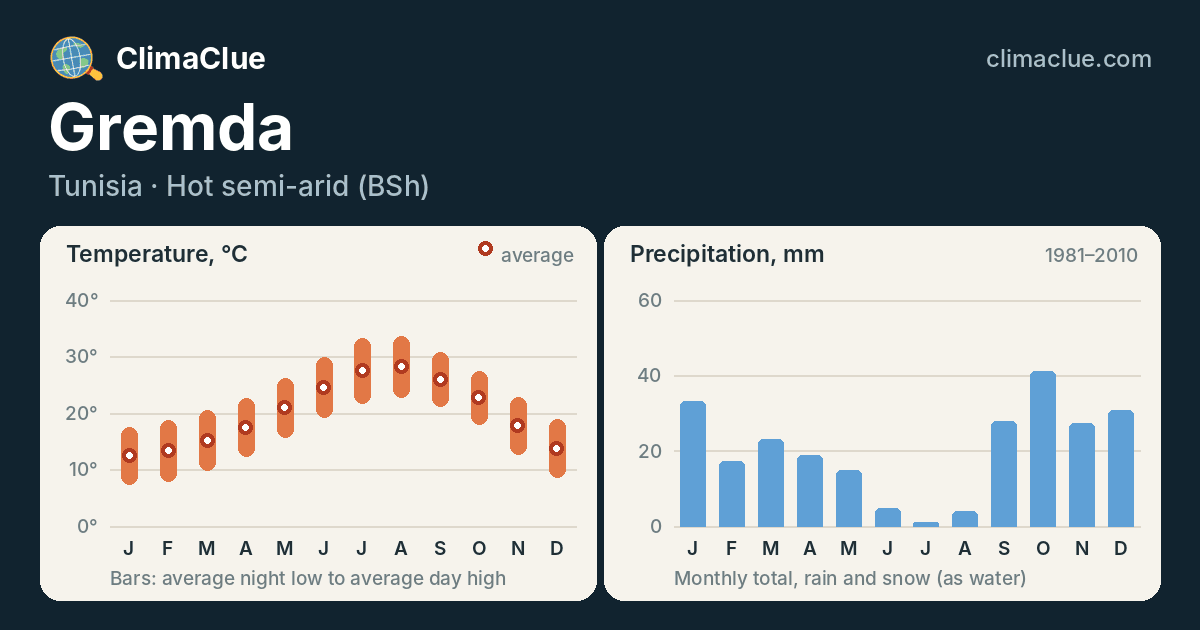 ClimaClue
climaclue.com
Gremda
Tunisia · Hot semi-arid (BSh)
Temperature, °C
average
40°
30°
20°
10°
0°
J F M A M J J A S O N D
Bars: average night low to average day high
Precipitation, mm
1981–2010
60
40
20
0
J F M A M J J A S O N D
Monthly total, rain and snow (as water)